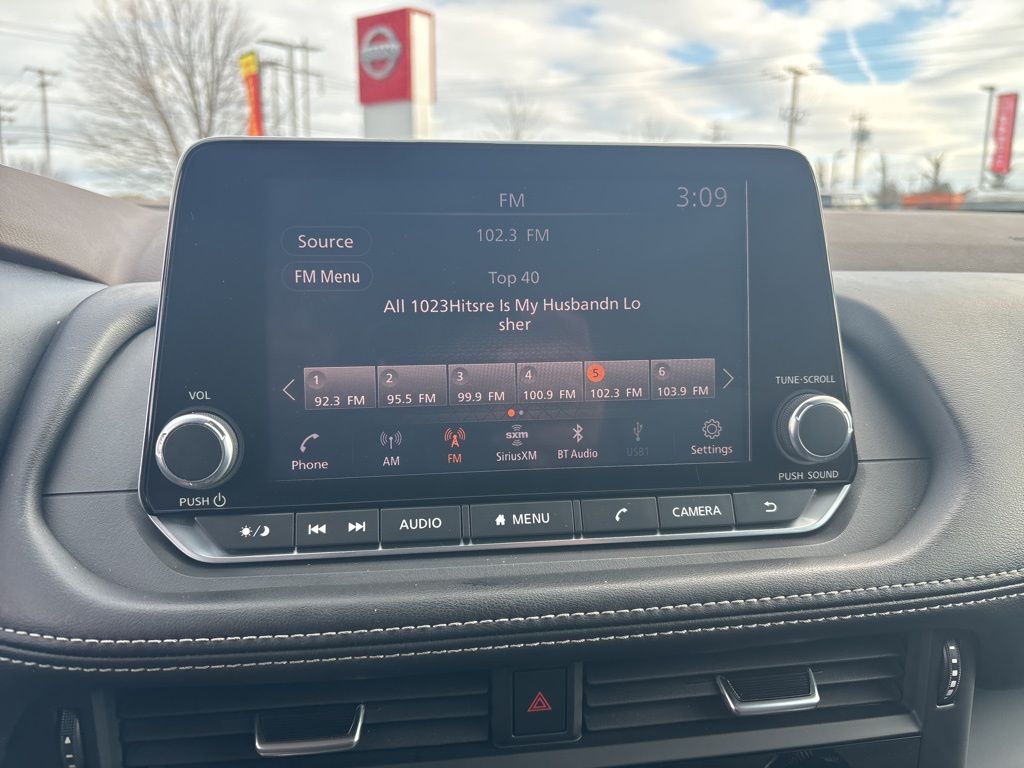 NISSAN
FM
3:09
Source
102.3 FM
FM Menu
Top 40
All 1023Hitsre Is My Husbandn Lo
sher
1 2 3 4 5 6
92.3 FM 95.5 FM 99.9 FM 100.9 FM 102.3 FM 103.9 FM
VOL
TUNE·SCROLL
Phone AM FM SiriusXM BT Audio USB1 Settings
sxm
PUSH
PUSH SOUND
AUDIO MENU CAMERA